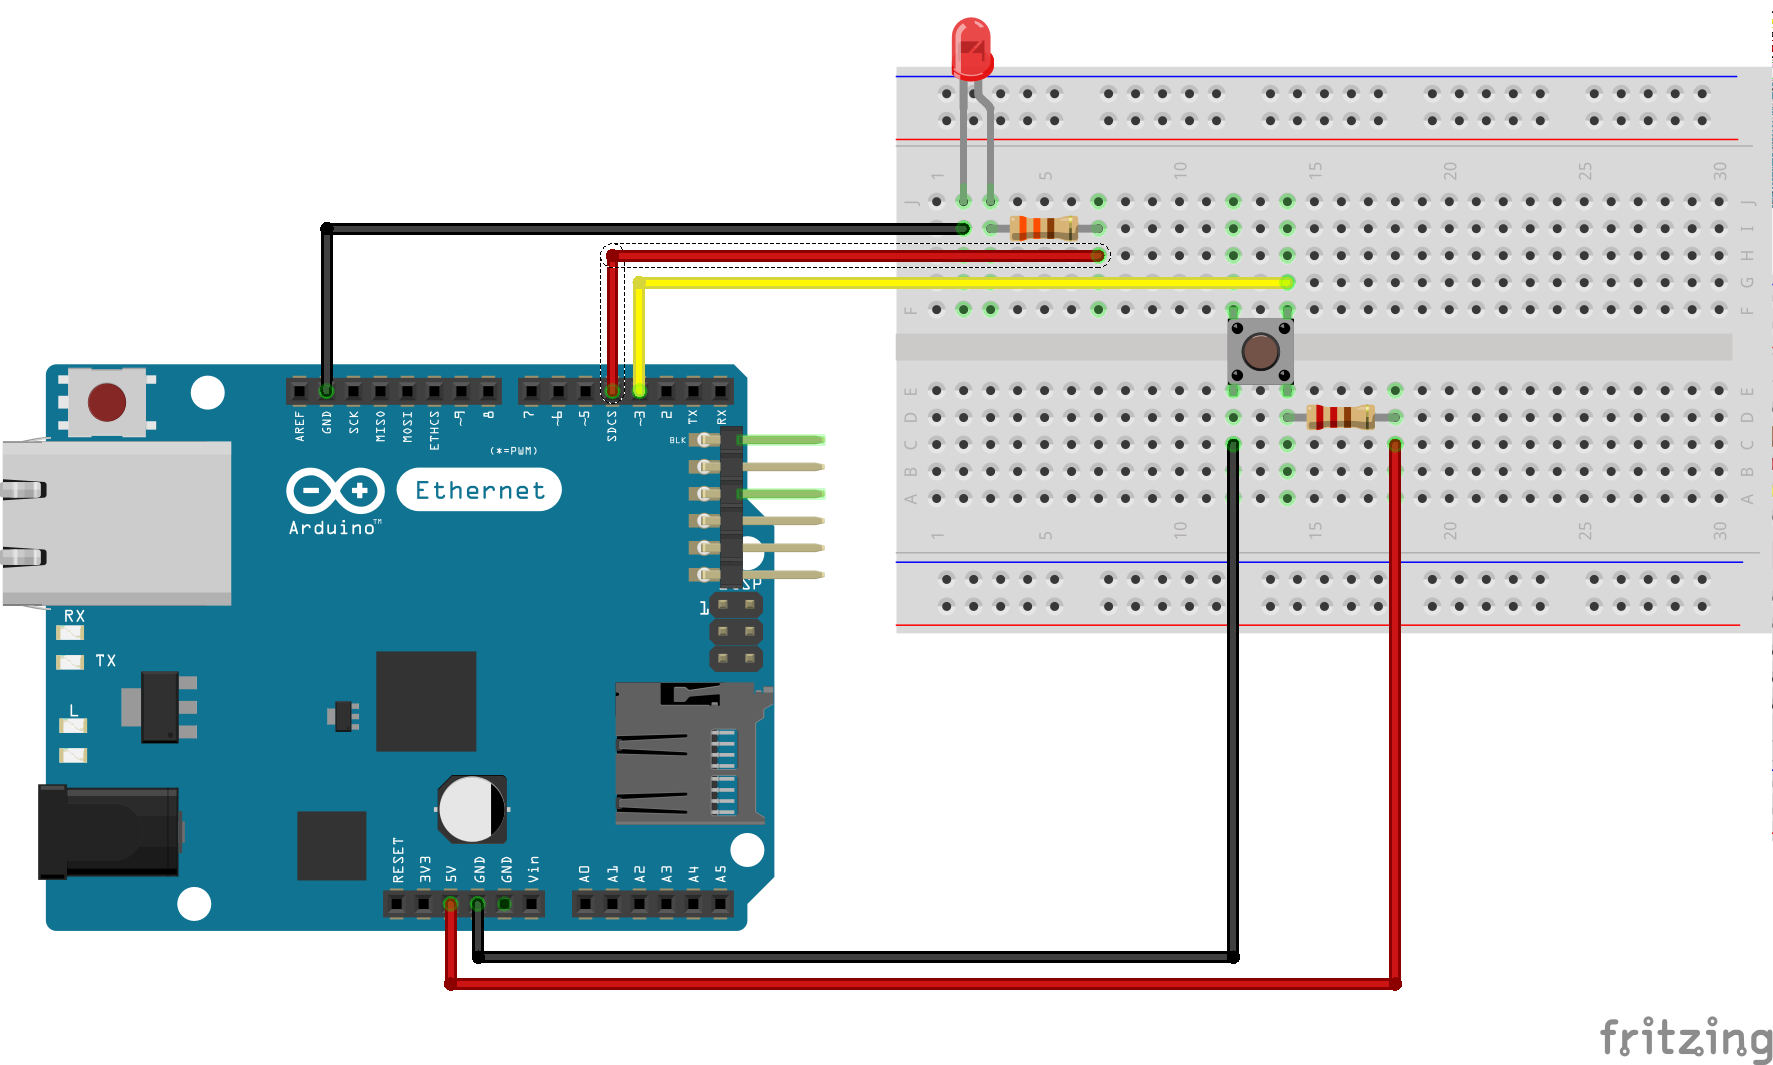 1 5 10 15 20 25 30
J J
I I
H H
G G
F F
E E
D D
C C
B B
A A
1 5 10 15 20 25 30
AREF GND SCK MISO MOSI ETHCS ~9 8 7 ~6 ~5 SDCS ~3 2 TX RX
BLK
(*=PWM)
Ethernet
Arduino™
1
RX
TX
L
RESET 3V3 5V GND GND Vin A0 A1 A2 A3 A4 A5
fritzing